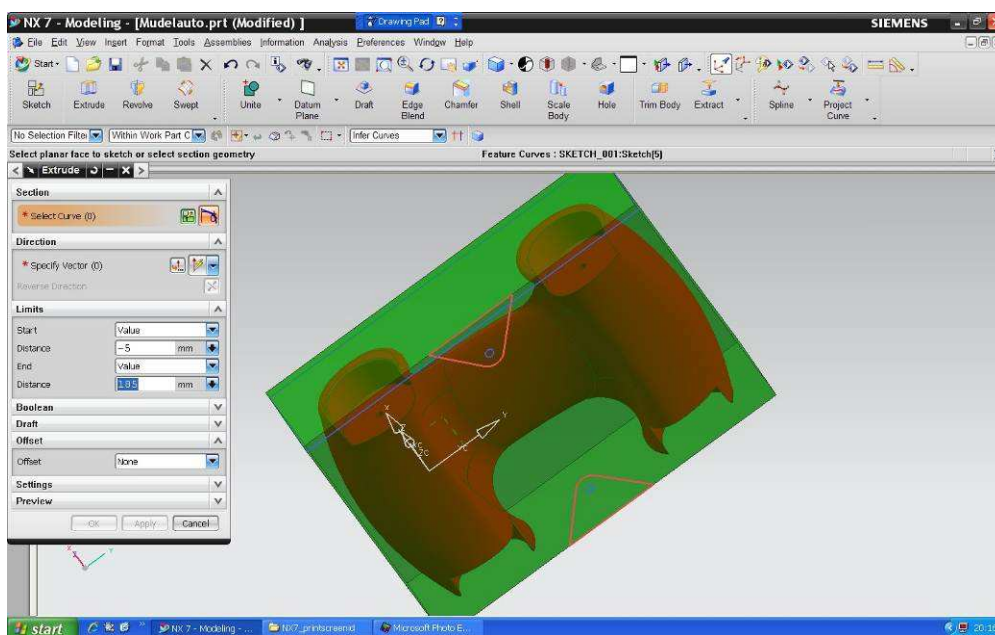 NX 7 - Modeling - [Mudelauto.prt (Modified) ]
Drawing Pad
SIEMENS
File Edit View Insert Format Tools Assemblies Information Analysis Preferences Window Help
Start
Sketch Extrude Revolve Swept Unite Datum Plane Draft Edge Blend Chamfer Shell Scale Body Hole Trim Body Extract Spline Project Curve
No Selection Filter Within Work Part C Infer Curves
Select planar face to sketch or select section geometry Feature Curves : SKETCH_001:Sketch(5)
Extrude
Section
* Select Curve (0)
Direction
* Specify Vector (0)
Reverse Direction
Limits
Start Value
Distance -5 mm
End Value
Distance 185 mm
Boolean
Draft
Offset
Offset None
Settings
Preview
OK Apply Cancel
start NX 7 - Modeling - ... NX7_printscreenid Microsoft Photo E...